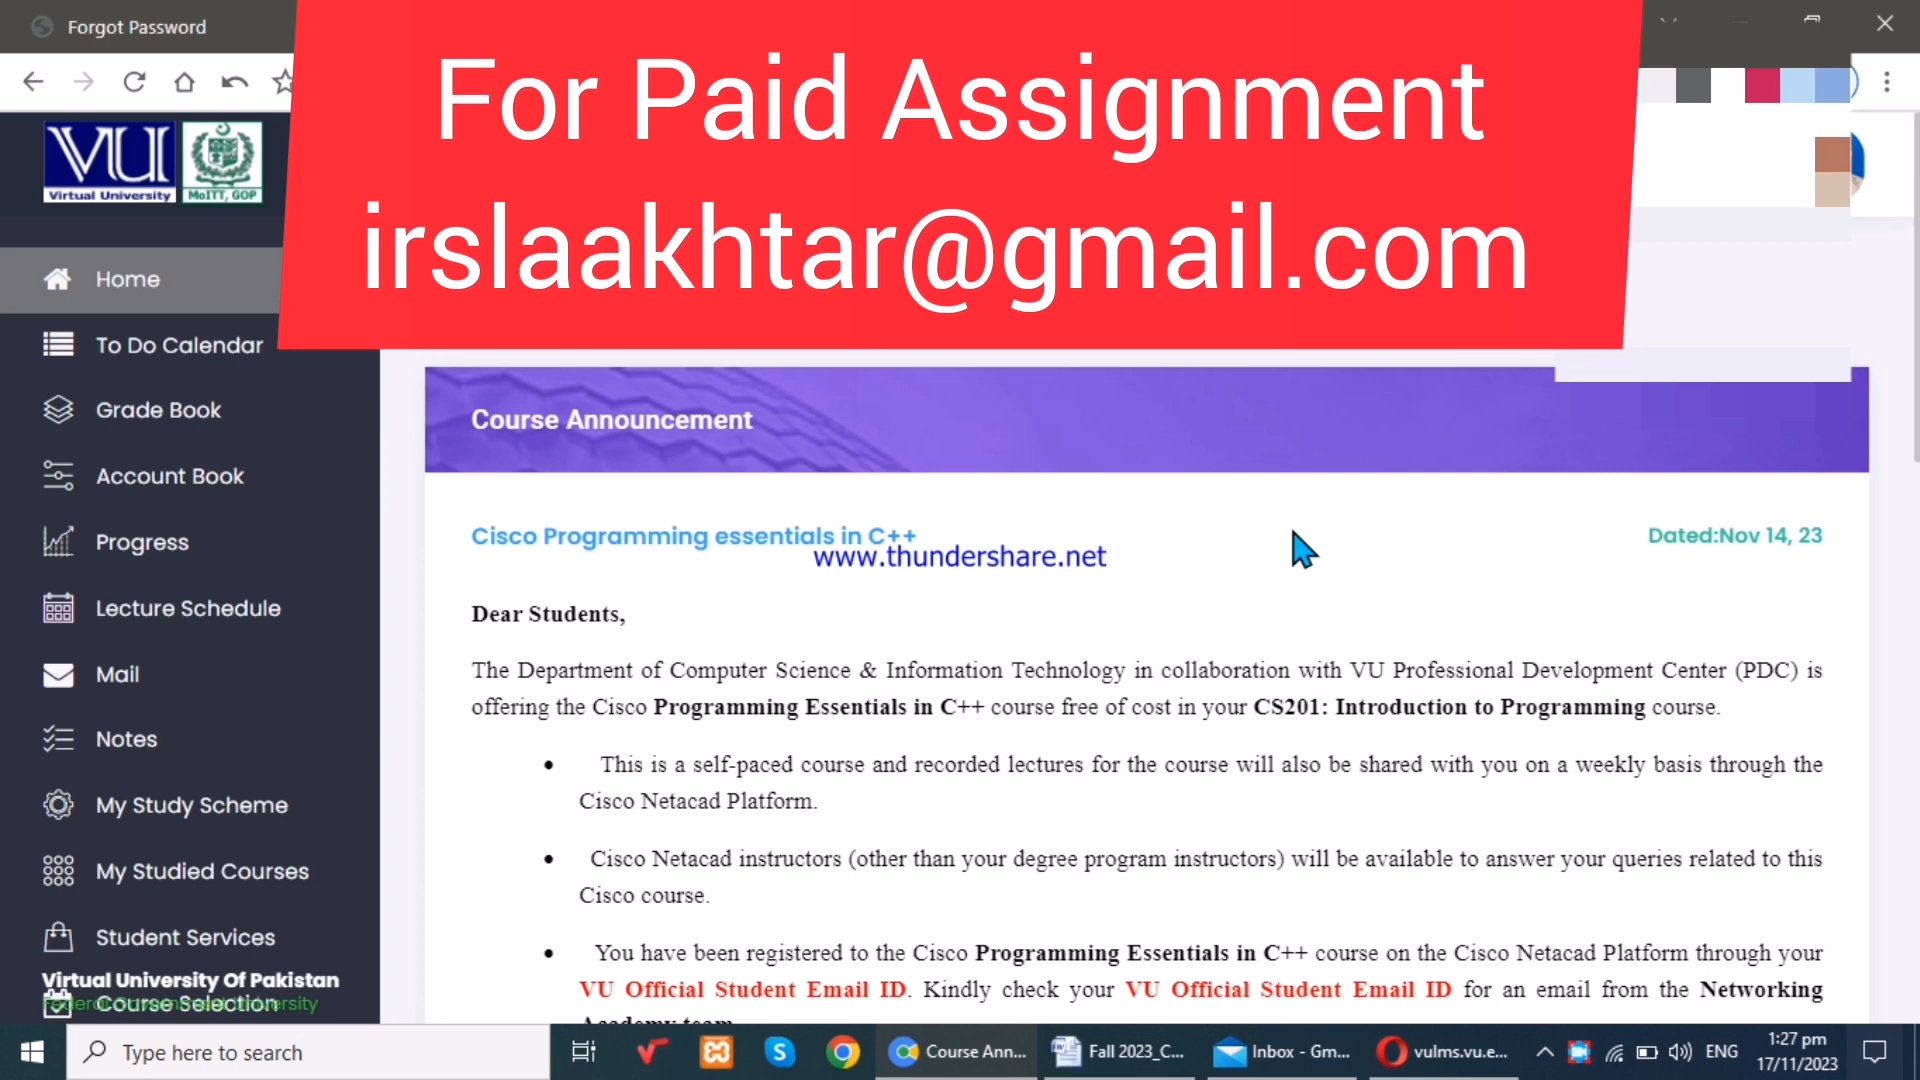 Forgot Password
For Paid Assignment
irslaakhtar@gmail.com
VU
Virtual University
MoITT, GOP
Home
To Do Calendar
Grade Book
Account Book
Progress
Lecture Schedule
Mail
Notes
My Study Scheme
My Studied Courses
Student Services
Virtual University Of Pakistan
Federal Government University
Course Selection
Course Announcement
Cisco Programming essentials in C++
Dated:Nov 14, 23
www.thundershare.net
Dear Students,
The Department of Computer Science & Information Technology in collaboration with VU Professional Development Center (PDC) is
offering the Cisco Programming Essentials in C++ course free of cost in your CS201: Introduction to Programming course.
• This is a self-paced course and recorded lectures for the course will also be shared with you on a weekly basis through the
Cisco Netacad Platform.
• Cisco Netacad instructors (other than your degree program instructors) will be available to answer your queries related to this
Cisco course.
• You have been registered to the Cisco Programming Essentials in C++ course on the Cisco Netacad Platform through your
VU Official Student Email ID. Kindly check your VU Official Student Email ID for an email from the Networking
Academy team
Type here to search
Course Ann...
Fall 2023_C...
Inbox - Gm...
vulms.vu.e...
ENG
1:27 pm
17/11/2023